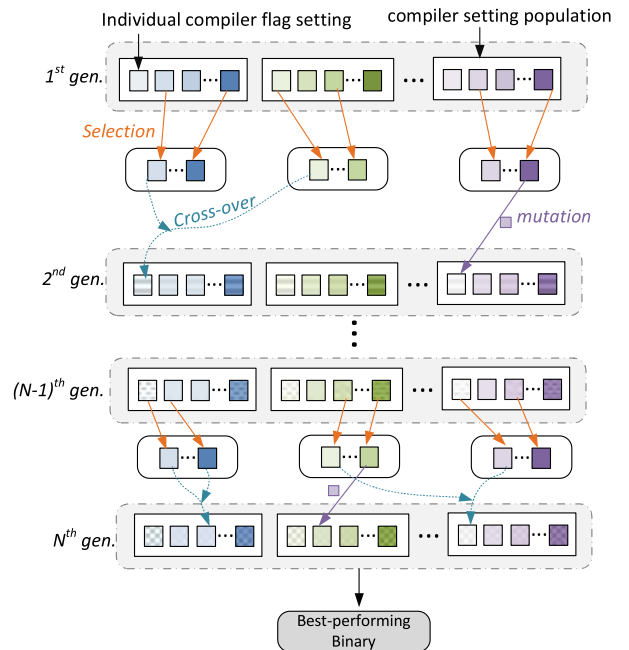 Individual compiler flag setting
compiler setting population
1st gen.
...
Selection
...
Cross-over
mutation
2nd gen.
...
(N-1)th gen.
...
Nth gen.
...
Best-performing
Binary